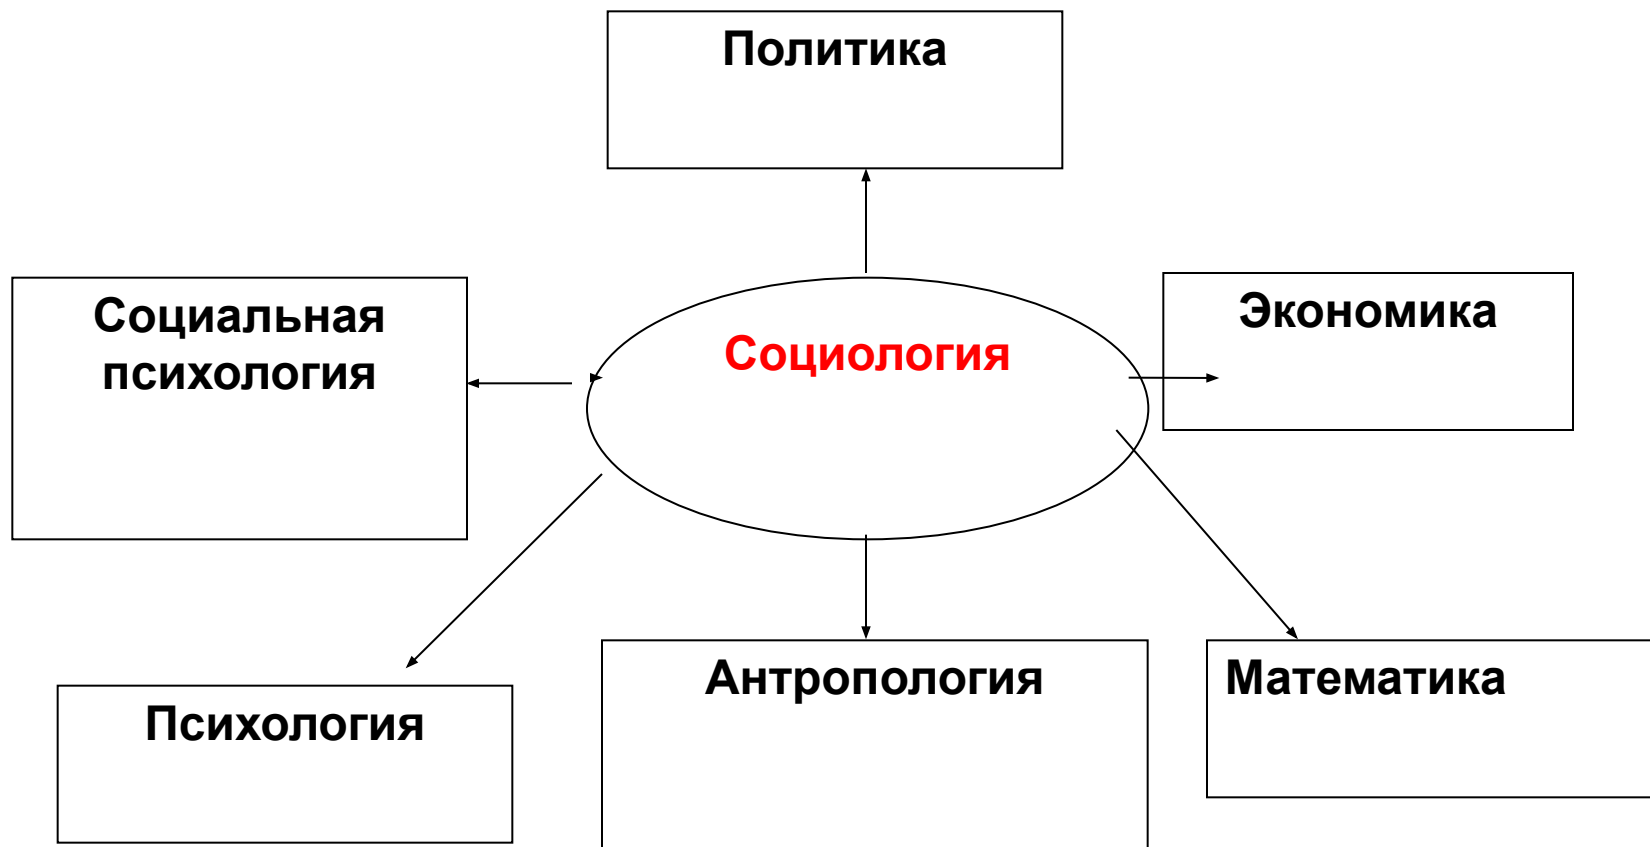 Политика
Социальная
психология
Социология
Экономика
Психология
Антропология
Математика